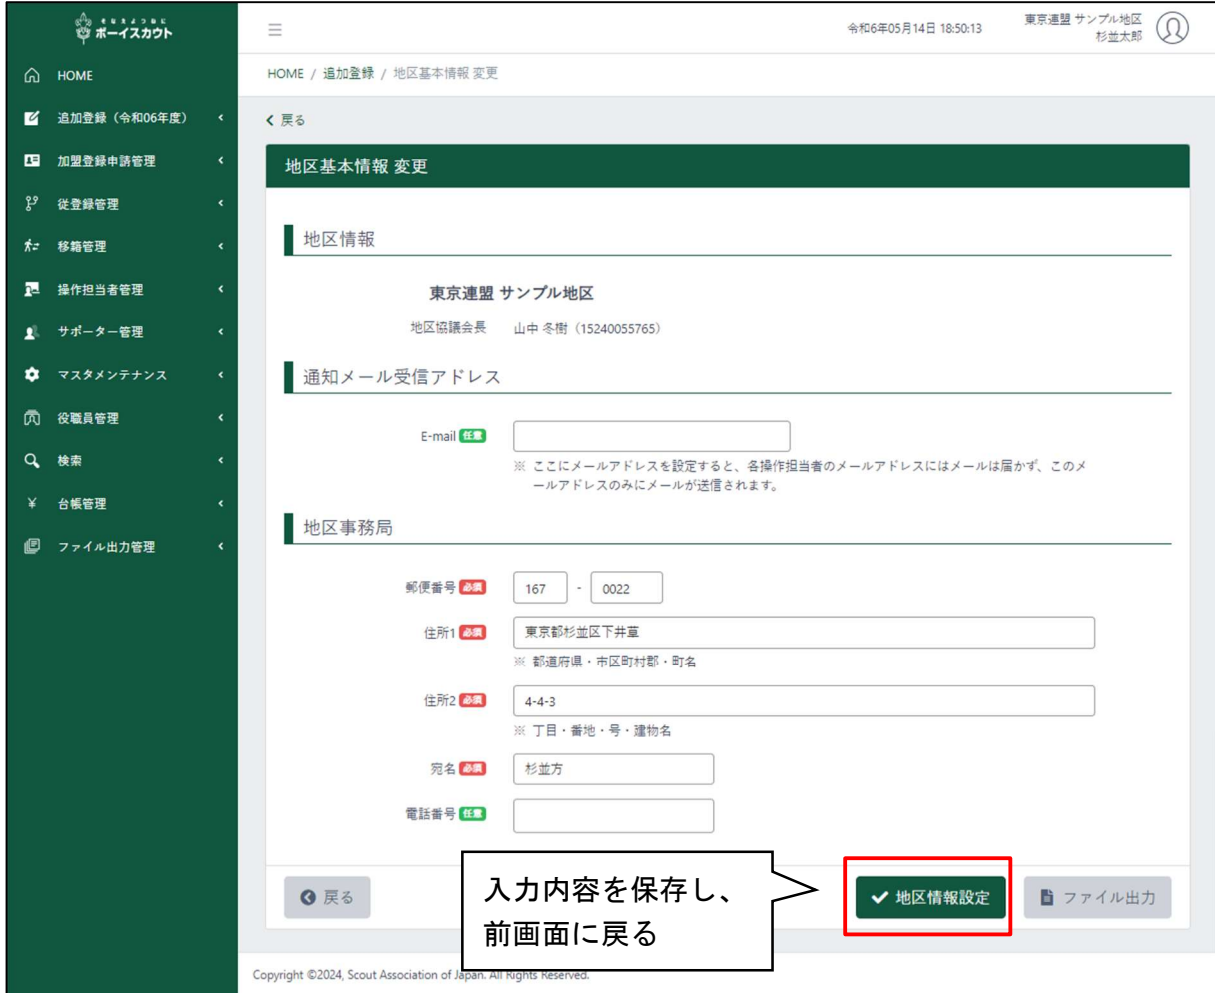 そなえよつねに
ボーイスカウト
令和6年05月14日 18:50:13
東京連盟 サンプル地区
杉並太郎
HOME
追加登録（令和06年度）
加盟登録申請管理
従登録管理
移籍管理
操作担当者管理
サポーター管理
マスタメンテナンス
役職員管理
検索
台帳管理
ファイル出力管理
HOME / 追加登録 / 地区基本情報 変更
戻る
地区基本情報 変更
地区情報
東京連盟 サンプル地区
地区協議会長 山中 冬樹（15240055765）
通知メール受信アドレス
E-mail 任意
※ ここにメールアドレスを設定すると、各操作担当者のメールアドレスにはメールは届かず、このメ
ールアドレスのみにメールが送信されます。
地区事務局
郵便番号 必須 167 - 0022
住所1 必須 東京都杉並区下井草
※ 都道府県・市区町村郡・町名
住所2 必須 4-4-3
※ 丁目・番地・号・建物名
宛名 必須 杉並方
電話番号 任意
戻る
入力内容を保存し、
前画面に戻る
地区情報設定
ファイル出力
Copyright ©2024, Scout Association of Japan. All Rights Reserved.